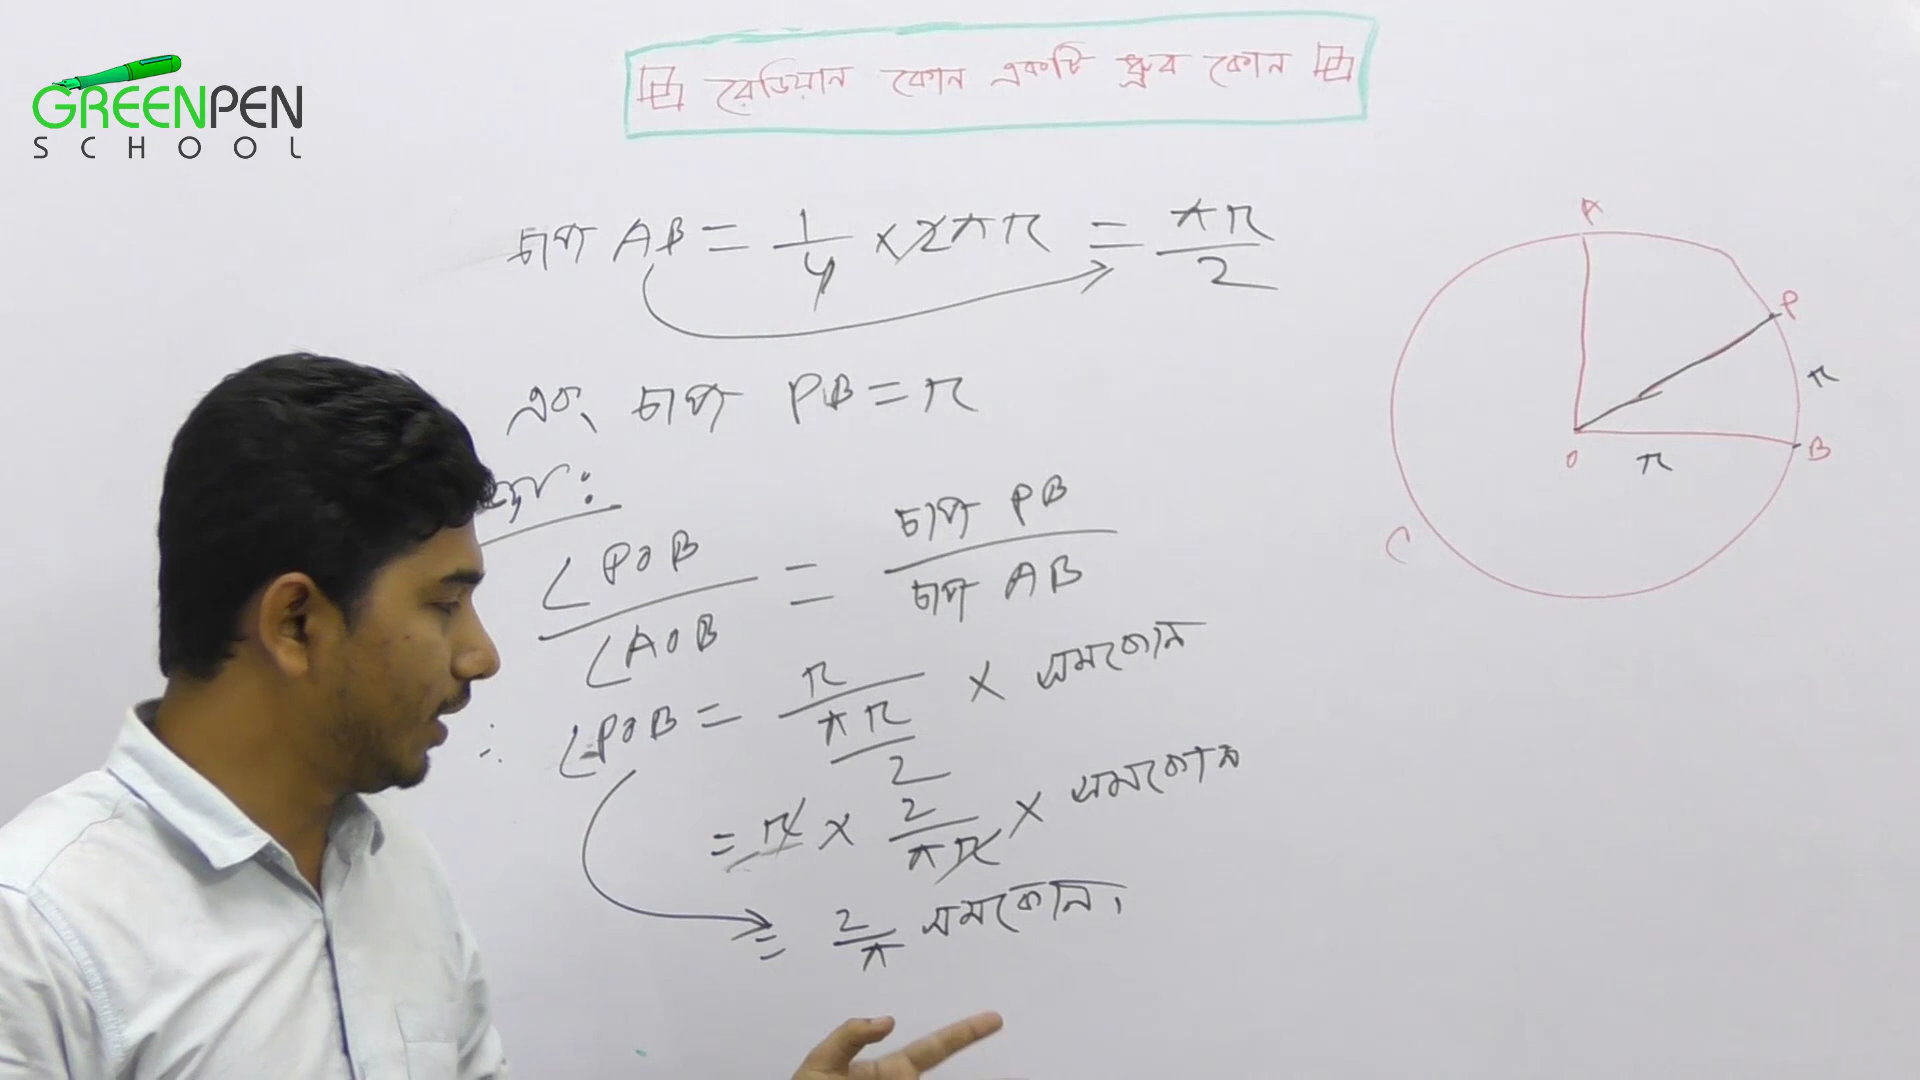 GREENPEN
SCHOOL
রেডিয়ান কোন একটি ধ্রুব কোন
চাপ AB = 1/4 × 2πr = πr/2
এবং চাপ PB = r
∠POB/∠AOB = চাপ PB/চাপ AB
∴ ∠POB = r/(πr/2) × সমকোন
= r × 2/πr × সমকোন
= 2/π সমকোন।
A
P
r
B
O
r
C